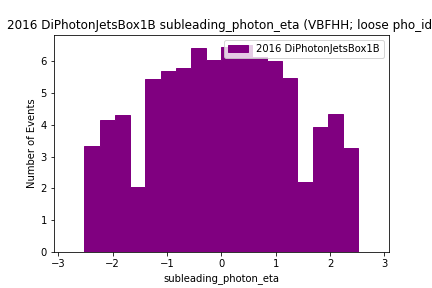 2016 DiPhotonJetsBox1B subleading_photon_eta (VBFHH; loose pho_id
2016 DiPhotonJetsBox1B
6
5
4
3
2
1
0
Number of Events
−3 −2 −1 0 1 2 3
subleading_photon_eta